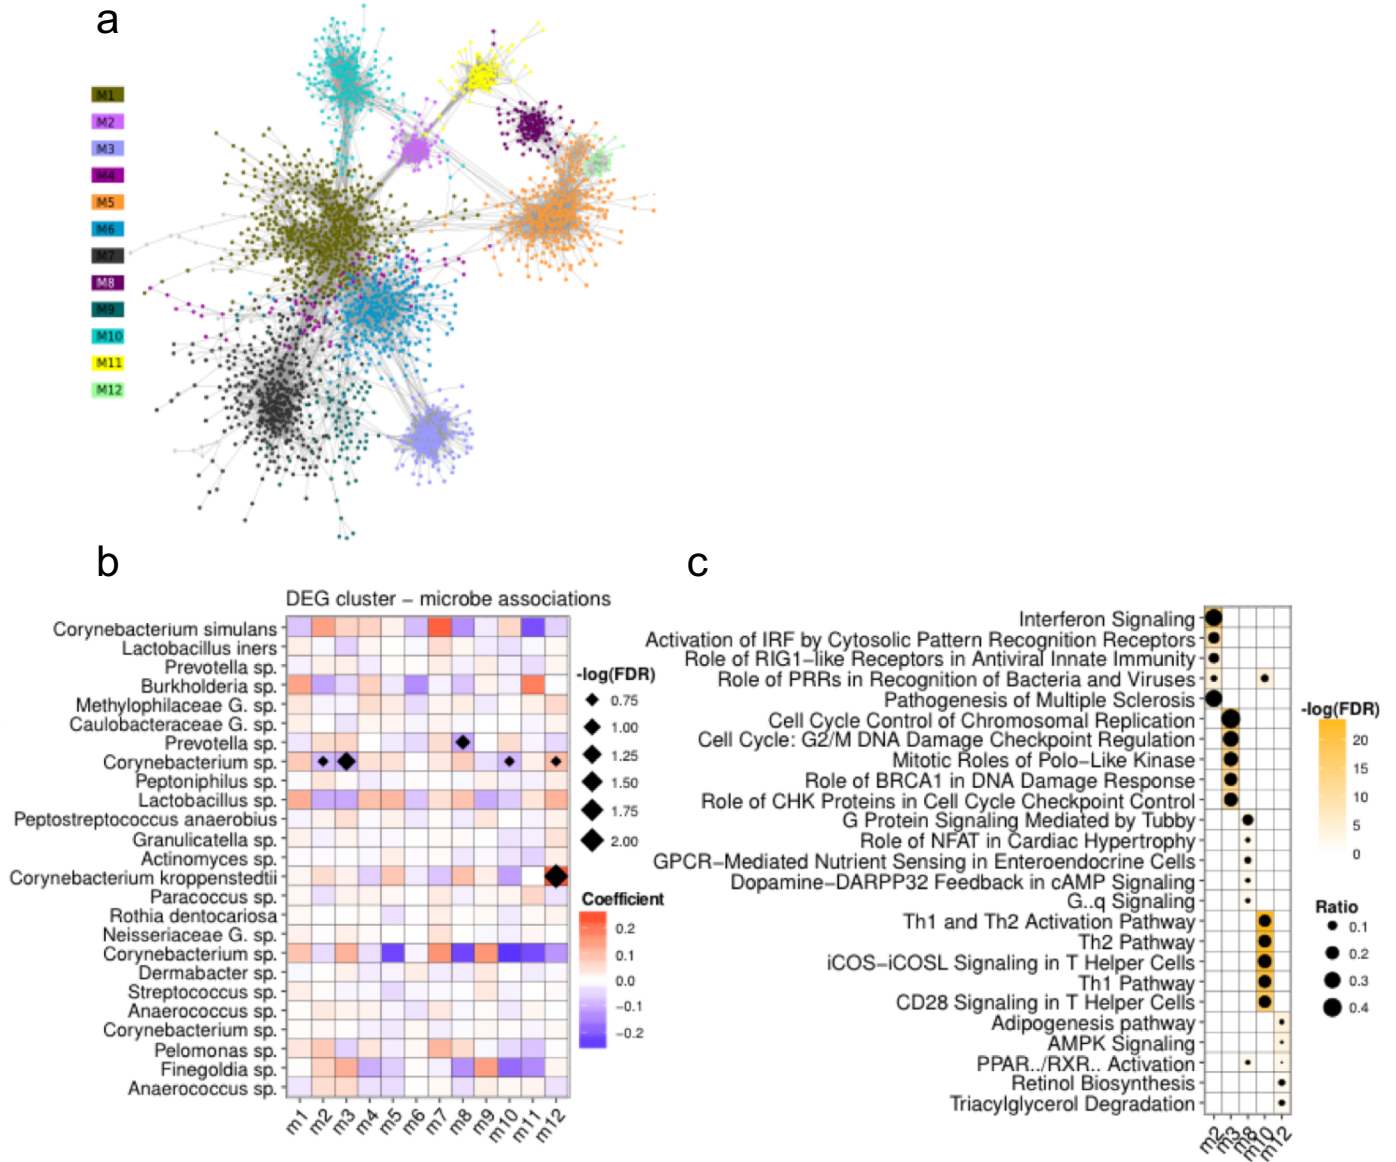 a
M1
M2
M3
M4
M5
M6
M7
M8
M9
M10
M11
M12
b
DEG cluster – microbe associations
Corynebacterium simulans
Lactobacillus iners
Prevotella sp.
Burkholderia sp.
Methylophilaceae G. sp.
Caulobacteraceae G. sp.
Prevotella sp.
Corynebacterium sp.
Peptoniphilus sp.
Lactobacillus sp.
Peptostreptococcus anaerobius
Granulicatella sp.
Actinomyces sp.
Corynebacterium kroppenstedtii
Paracoccus sp.
Rothia dentocariosa
Neisseriaceae G. sp.
Corynebacterium sp.
Dermabacter sp.
Streptococcus sp.
Anaerococcus sp.
Corynebacterium sp.
Pelomonas sp.
Finegoldia sp.
Anaerococcus sp.
m1
m2
m3
m4
m5
m6
m7
m8
m9
m10
m11
m12
-log(FDR)
0.75
1.00
1.25
1.50
1.75
2.00
Coefficient
0.2
0.1
0.0
−0.1
−0.2
c
Interferon Signaling
Activation of IRF by Cytosolic Pattern Recognition Receptors
Role of RIG1−like Receptors in Antiviral Innate Immunity
Role of PRRs in Recognition of Bacteria and Viruses
Pathogenesis of Multiple Sclerosis
Cell Cycle Control of Chromosomal Replication
Cell Cycle: G2/M DNA Damage Checkpoint Regulation
Mitotic Roles of Polo−Like Kinase
Role of BRCA1 in DNA Damage Response
Role of CHK Proteins in Cell Cycle Checkpoint Control
G Protein Signaling Mediated by Tubby
Role of NFAT in Cardiac Hypertrophy
GPCR−Mediated Nutrient Sensing in Enteroendocrine Cells
Dopamine−DARPP32 Feedback in cAMP Signaling
G..q Signaling
Th1 and Th2 Activation Pathway
Th2 Pathway
iCOS−iCOSL Signaling in T Helper Cells
Th1 Pathway
CD28 Signaling in T Helper Cells
Adipogenesis pathway
AMPK Signaling
PPAR../RXR.. Activation
Retinol Biosynthesis
Triacylglycerol Degradation
m2
m3
m8
m10
m12
-log(FDR)
20
15
10
5
0
Ratio
0.1
0.2
0.3
0.4